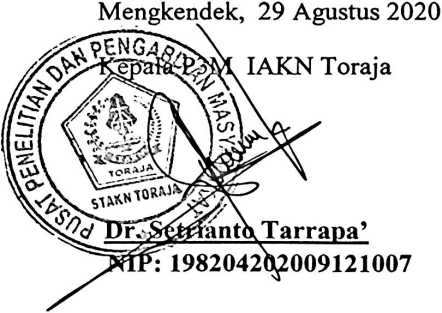 Mengkendek, 29 Agustus 2020
Kepala P3M IAKN Toraja
PUSAT PENELITIAN DAN PENGABDIAN MASYARAKAT
TORAJA
STAKN TORAJA
Dr. Setrianto Tarrapa'
NIP: 198204202009121007